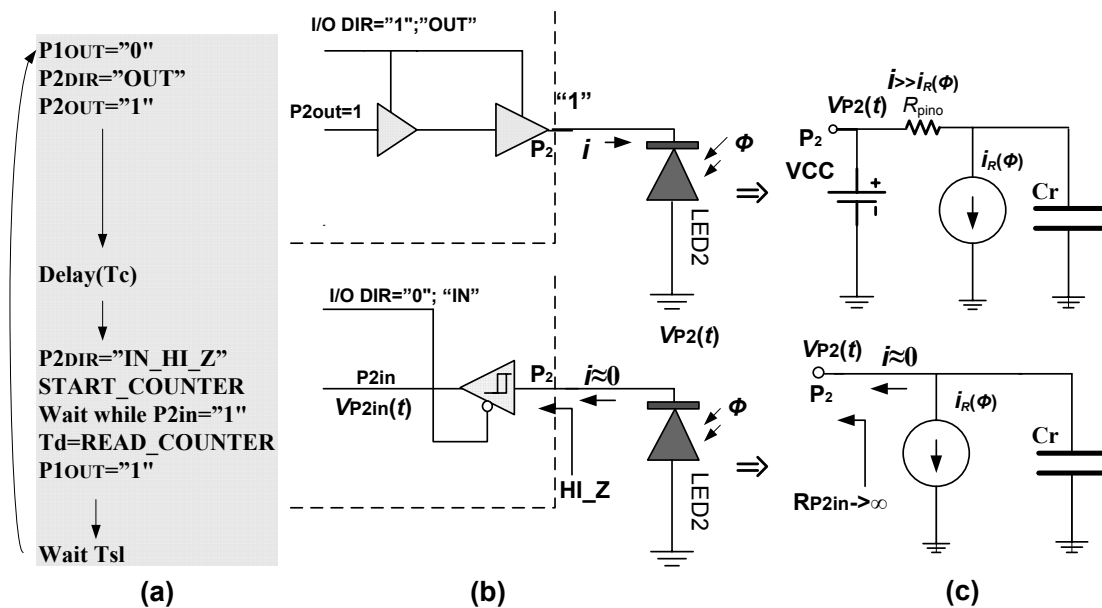 P1OUT="0"
P2DIR="OUT"
P2OUT="1"
Delay(Tc)
P2DIR="IN_HI_Z"
START_COUNTER
Wait while P2in="1"
Td=READ_COUNTER
P1OUT="1"
Wait Tsl
(a)
I/O DIR="1";"OUT"
P2out=1
"1"
P2
i
Φ
LED2
I/O DIR="0"; "IN"
P2in
VP2in(t)
P2
i≈0
VP2(t)
Φ
HI_Z
LED2
(b)
⇒
i>>iR(Φ)
VP2(t)
Rpino
P2
VCC
+
iR(Φ)
Cr
⇒
VP2(t)
i≈0
P2
iR(Φ)
Cr
RP2in->∞
(c)